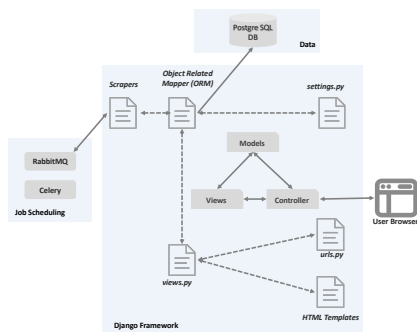 Postgre SQL
DB
Data
Scrapers
Object Related
Mapper (ORM)
settings.py
Models
RabbitMQ
Celery
Job Scheduling
Views
Controller
User Browser
urls.py
views.py
HTML Templates
Django Framework